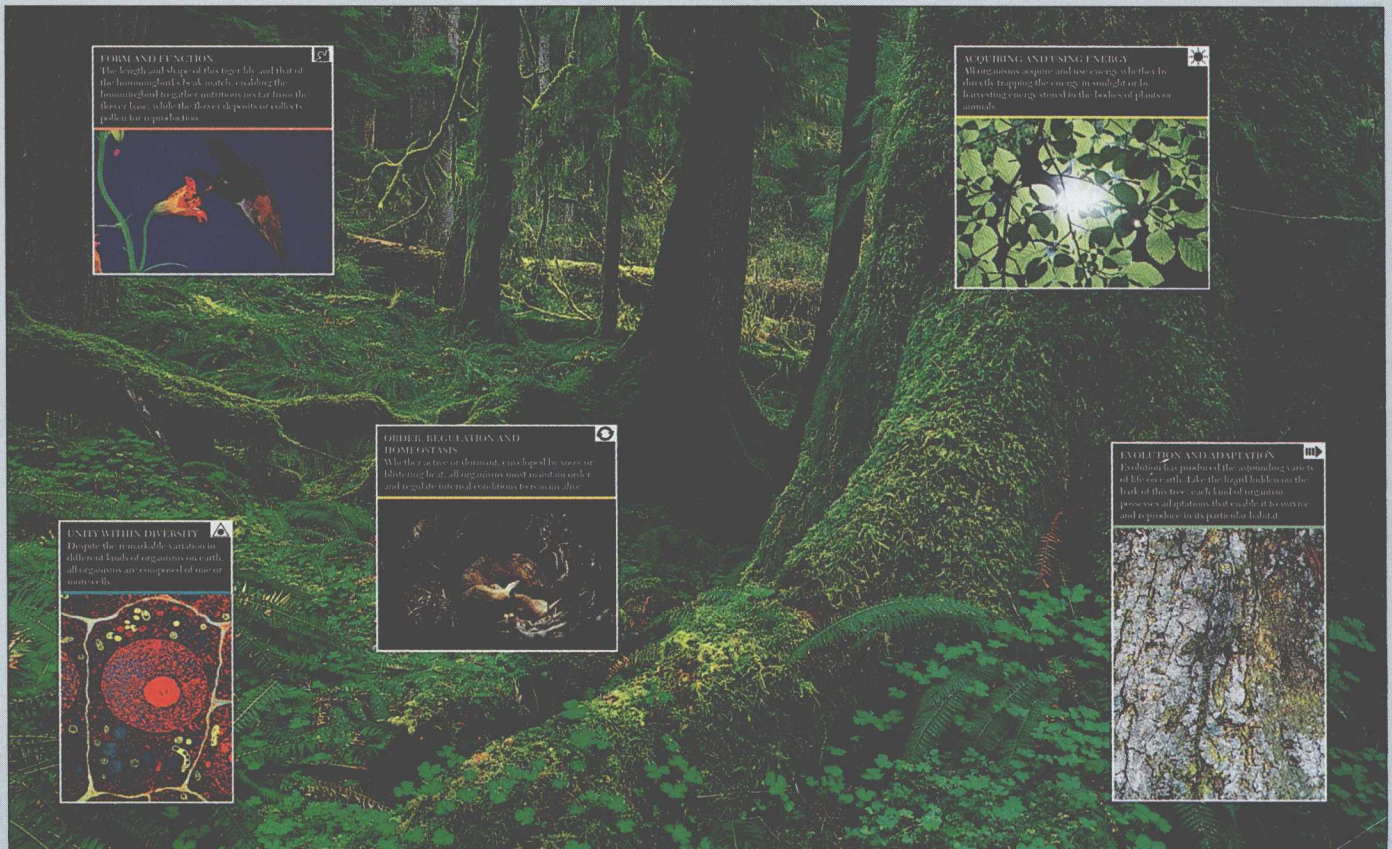 FORM AND FUNCTION
The length and shape of this tiger lily and that of
the hummingbird's beak match, enabling the
hummingbird to gather nutritious nectar from the
flower base, while the flower deposits or collects
pollen for reproduction.
ACQUIRING AND USING ENERGY
All organisms acquire and use energy whether by
directly trapping the energy in sunlight or by
harvesting energy stored in the bodies of plants or
animals.
ORDER, REGULATION AND
HOMEOSTASIS
Whether active or dormant, enveloped by snow or
blistering heat, all organisms must maintain order
and regulate internal conditions to remain alive.
EVOLUTION AND ADAPTATION
Evolution has produced the astounding variety
of life on earth. Like the lizard hidden on the
bark of this tree, each kind of organism
possesses adaptations that enable it to survive
and reproduce in its particular habitat.
UNITY WITHIN DIVERSITY
Despite the remarkable variation in
different kinds of organisms on earth,
all organisms are composed of one or
more cells.